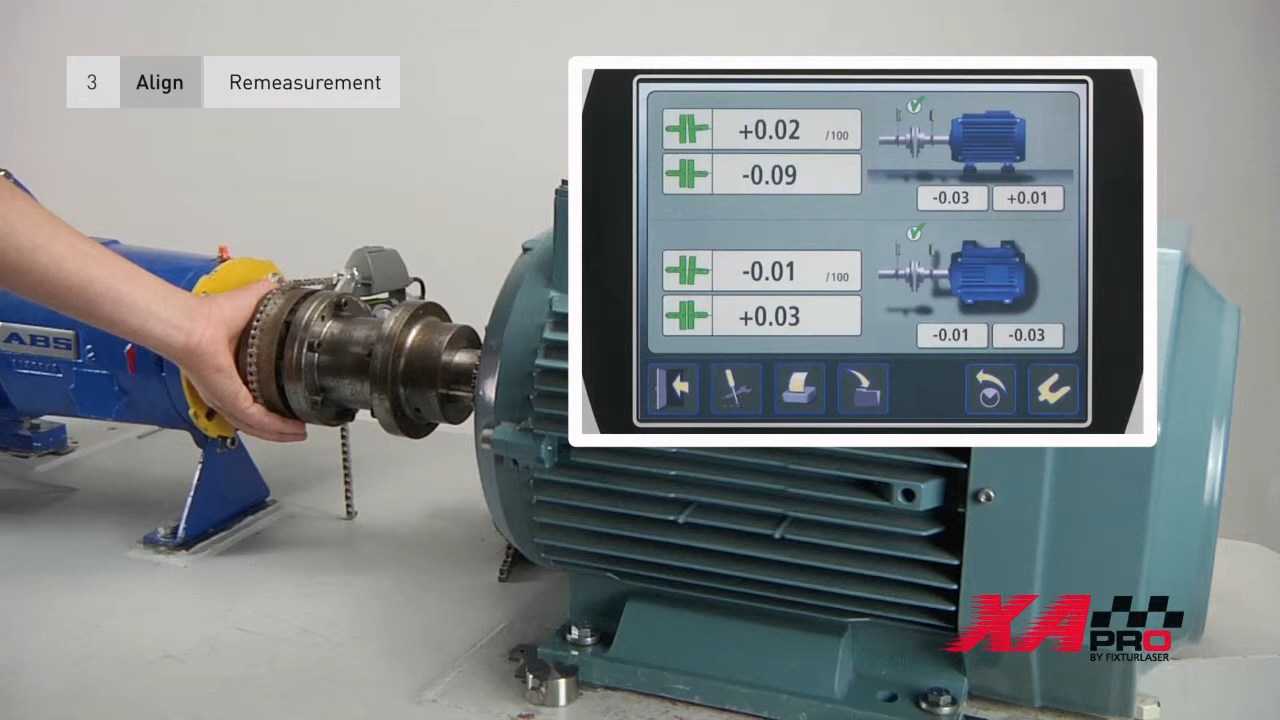 3 Align Remeasurement
+0.02 /100
-0.09
-0.03 +0.01
-0.01 /100
+0.03
-0.01 -0.03
ABS
XA
PRO
BY FIXTURLASER